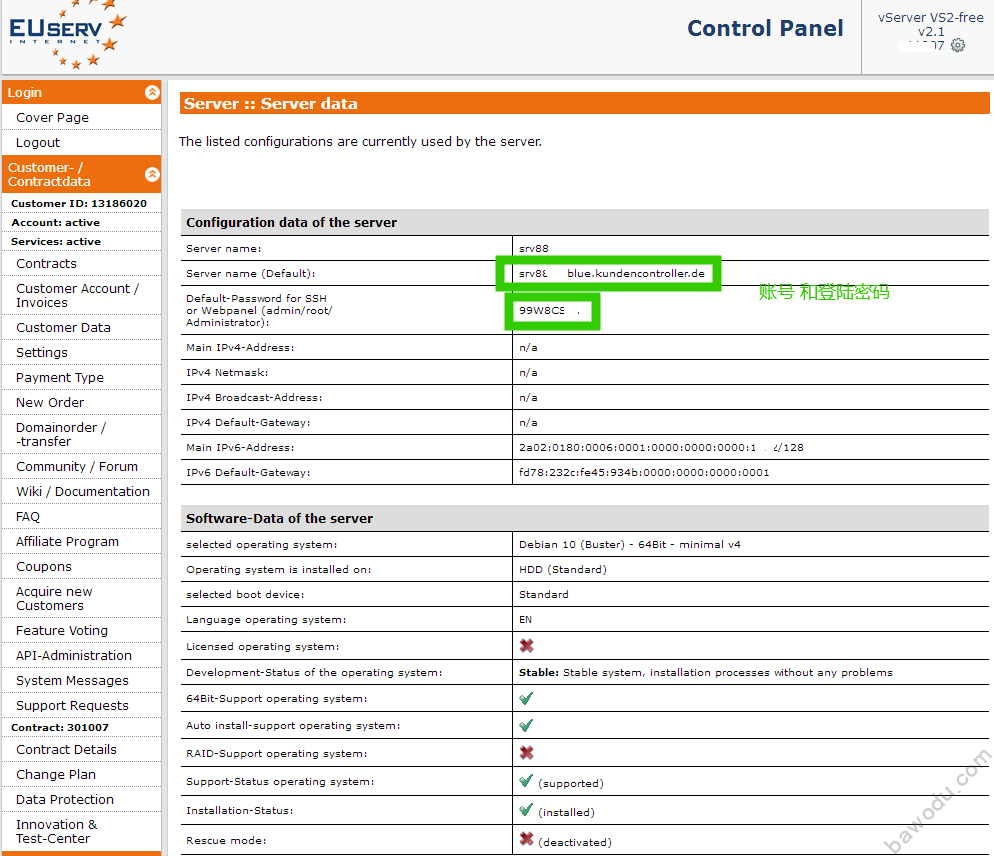 EUserv
INTERNET
Control Panel
vServer VS2-free
v2.1
Login
Cover Page
Logout
Customer- /
Contractdata
Customer ID: 13186020
Account: active
Services: active
Contracts
Customer Account /
Invoices
Customer Data
Settings
Payment Type
New Order
Domainorder /
-transfer
Community / Forum
Wiki / Documentation
FAQ
Affiliate Program
Coupons
Acquire new
Customers
Feature Voting
API-Administration
System Messages
Support Requests
Contract: 301007
Contract Details
Change Plan
Data Protection
Innovation &
Test-Center
Server :: Server data
The listed configurations are currently used by the server.
Configuration data of the server
Server name: srv88
Server name (Default): blue.kundencontroller.de
账号 和登陆密码
Default-Password for SSH
or Webpanel (admin/root/
Administrator):
Main IPv4-Address: n/a
IPv4 Netmask: n/a
IPv4 Broadcast-Address: n/a
IPv4 Default-Gateway: n/a
Main IPv6-Address: 2a02:0180:0006:0001:0000:0000:0000:1 /128
IPv6 Default-Gateway: fd78:232c:fe45:934b:0000:0000:0000:0001
Software-Data of the server
selected operating system: Debian 10 (Buster) - 64Bit - minimal v4
Operating system is installed on: HDD (Standard)
selected boot device: Standard
Language operating system: EN
Licensed operating system:
Development-Status of the operating system: Stable: Stable system, installation processes without any problems
64Bit-Support operating system:
Auto install-support operating system:
RAID-Support operating system:
Support-Status operating system: (supported)
Installation-Status: (installed)
Rescue mode: (deactivated)
bawodu.com